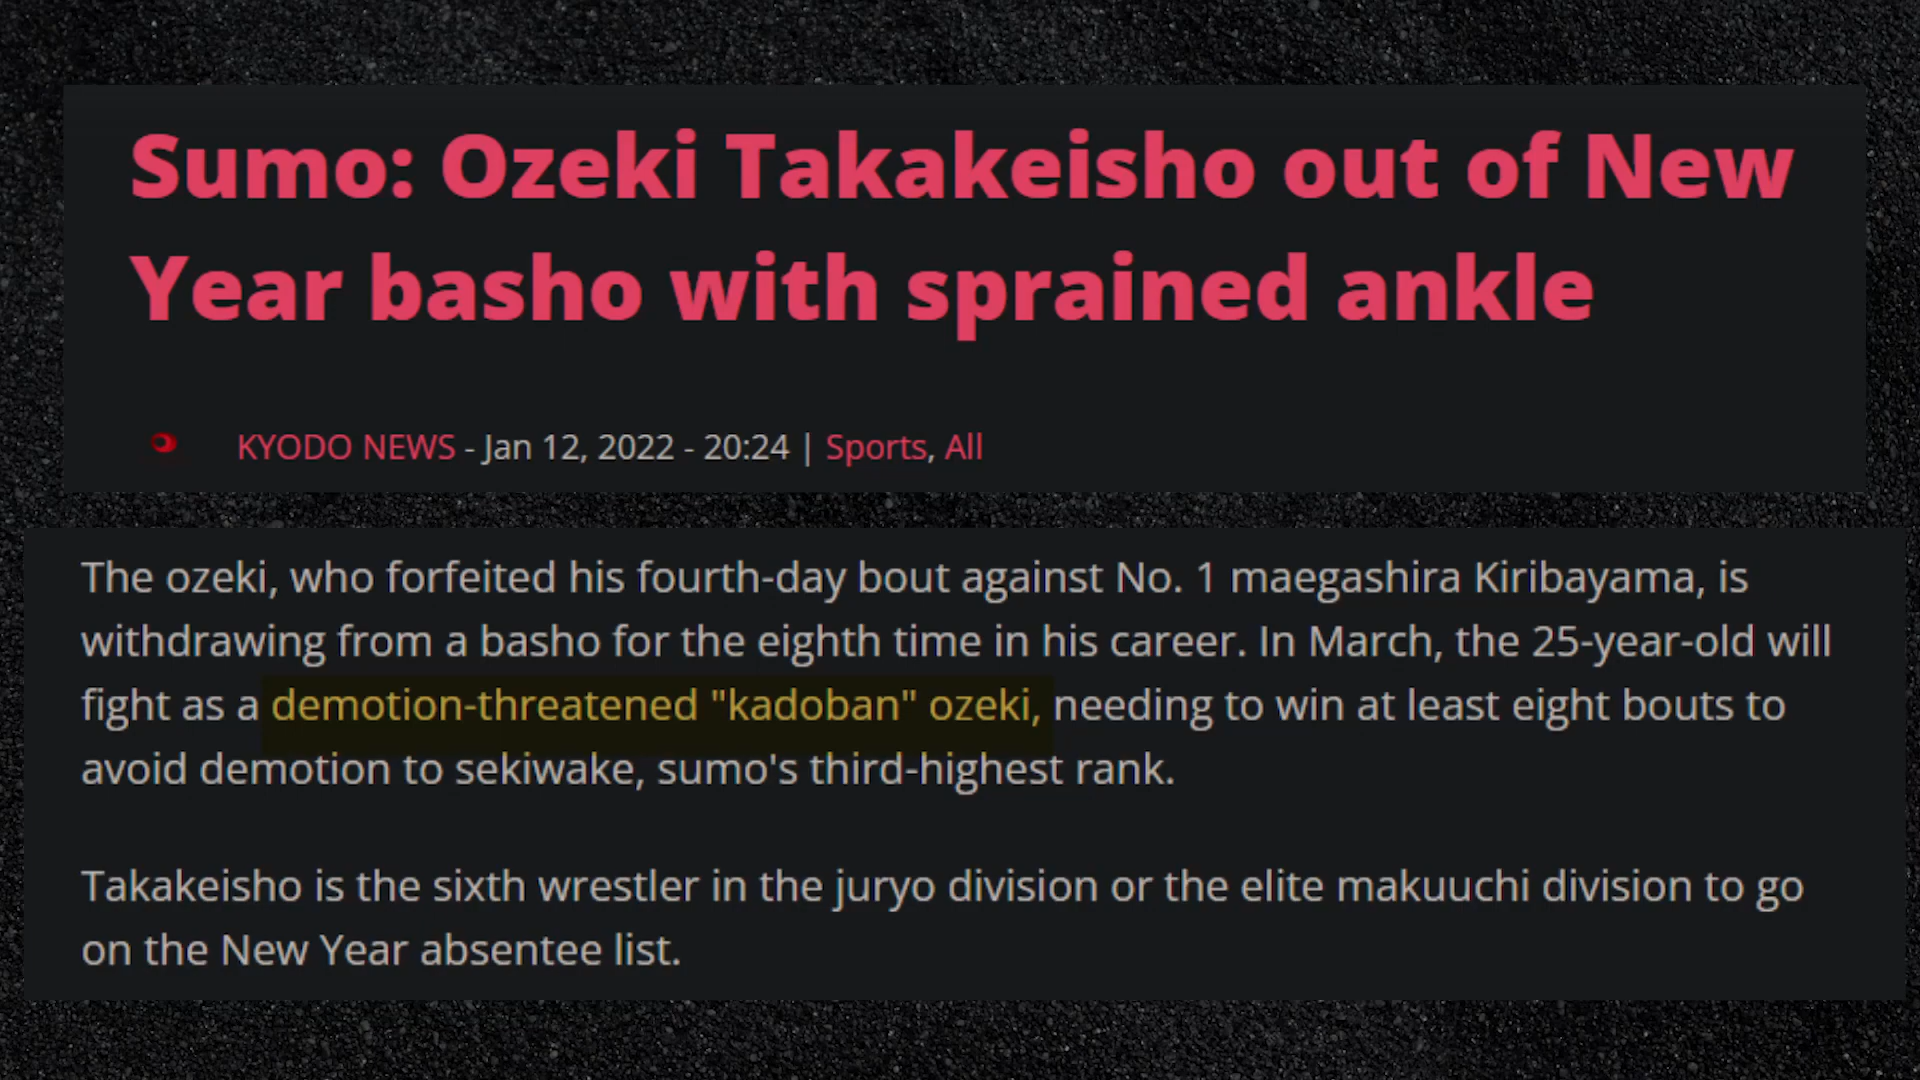 Sumo: Ozeki Takakeisho out of New
Year basho with sprained ankle
KYODO NEWS - Jan 12, 2022 - 20:24 | Sports, All
The ozeki, who forfeited his fourth-day bout against No. 1 maegashira Kiribayama, is
withdrawing from a basho for the eighth time in his career. In March, the 25-year-old will
fight as a demotion-threatened "kadoban" ozeki, needing to win at least eight bouts to
avoid demotion to sekiwake, sumo's third-highest rank.
Takakeisho is the sixth wrestler in the juryo division or the elite makuuchi division to go
on the New Year absentee list.